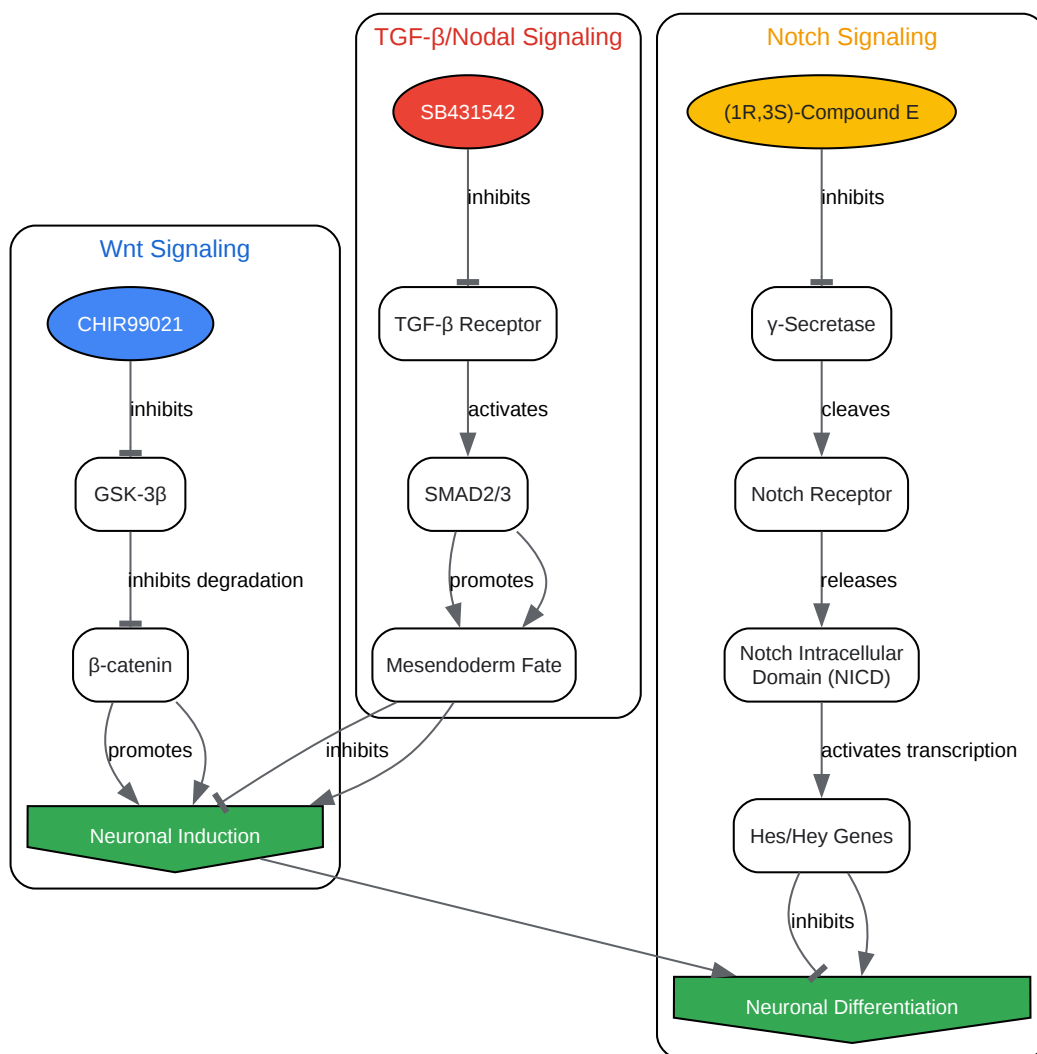 TGF-β/Nodal Signaling
SB431542
inhibits
TGF-β Receptor
activates
SMAD2/3
promotes
Mesendoderm Fate
inhibits
Notch Signaling
(1R,3S)-Compound E
inhibits
γ-Secretase
cleaves
Notch Receptor
releases
Notch Intracellular
Domain (NICD)
activates transcription
Hes/Hey Genes
inhibits
Neuronal Differentiation
Wnt Signaling
CHIR99021
inhibits
GSK-3β
inhibits degradation
β-catenin
promotes
Neuronal Induction